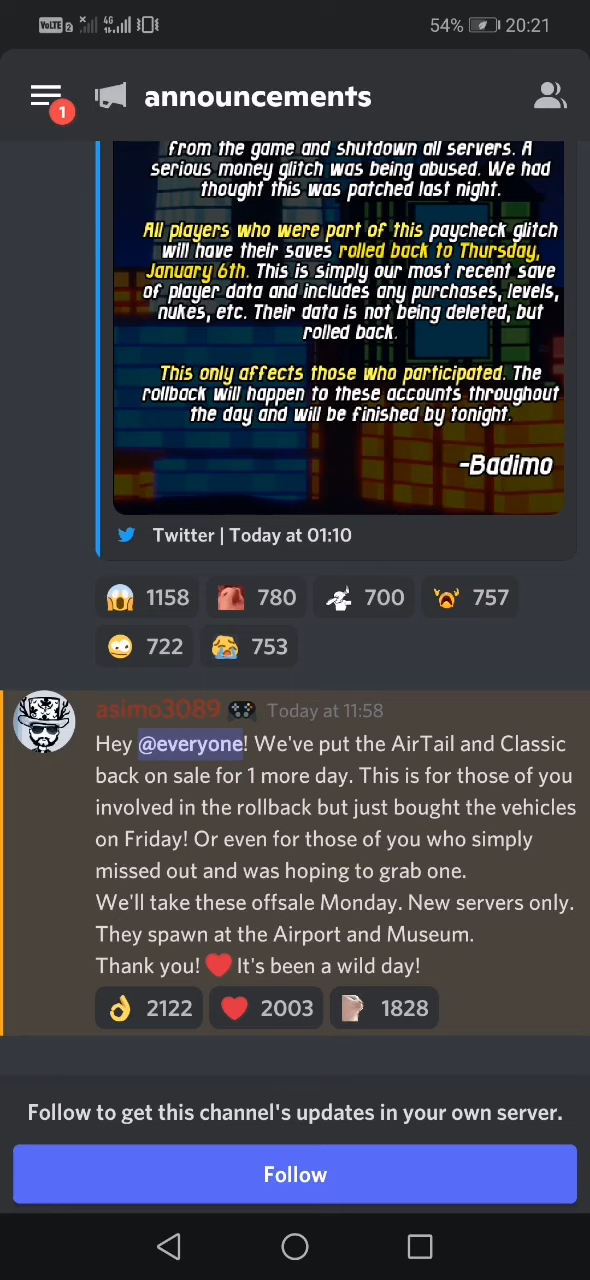 VoLTE 2 4G 54% 20:21
1
announcements
from the game and shutdown all servers. A
serious money glitch was being abused. We had
thought this was patched last night.
All players who were part of this paycheck glitch
will have their saves rolled back to Thursday,
January 6th. This is simply our most recent save
of player data and includes any purchases, levels,
nukes, etc. Their data is not being deleted, but
rolled back.
This only affects those who participated. The
rollback will happen to these accounts throughout
the day and will be finished by tonight.
-Badimo
Twitter | Today at 01:10
1158 780 700 757
722 753
asimo3089 Today at 11:58
Hey @everyone! We've put the AirTail and Classic
back on sale for 1 more day. This is for those of you
involved in the rollback but just bought the vehicles
on Friday! Or even for those of you who simply
missed out and was hoping to grab one.
We'll take these offsale Monday. New servers only.
They spawn at the Airport and Museum.
Thank you! ❤️ It's been a wild day!
2122 2003 1828
Follow to get this channel's updates in your own server.
Follow